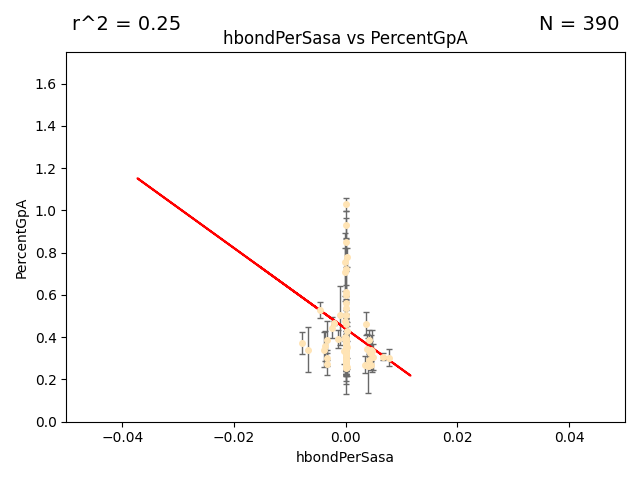 r^2 = 0.25
N = 390
hbondPerSasa vs PercentGpA
1.6
1.4
1.2
1.0
0.8
0.6
0.4
0.2
0.0
PercentGpA
−0.04
−0.02
0.00
0.02
0.04
hbondPerSasa